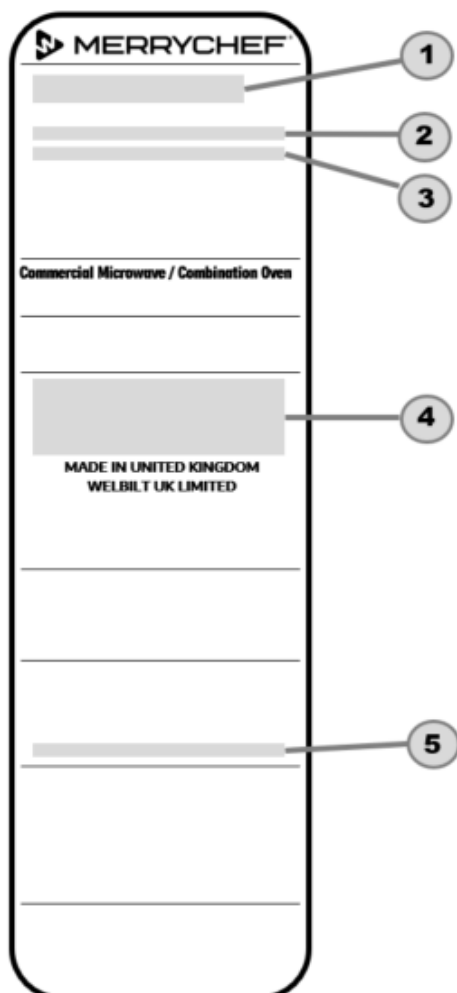 MERRYCHEF
1
2
3
Commercial Microwave / Combination Oven
4
MADE IN UNITED KINGDOM
WELBILT UK LIMITED
5